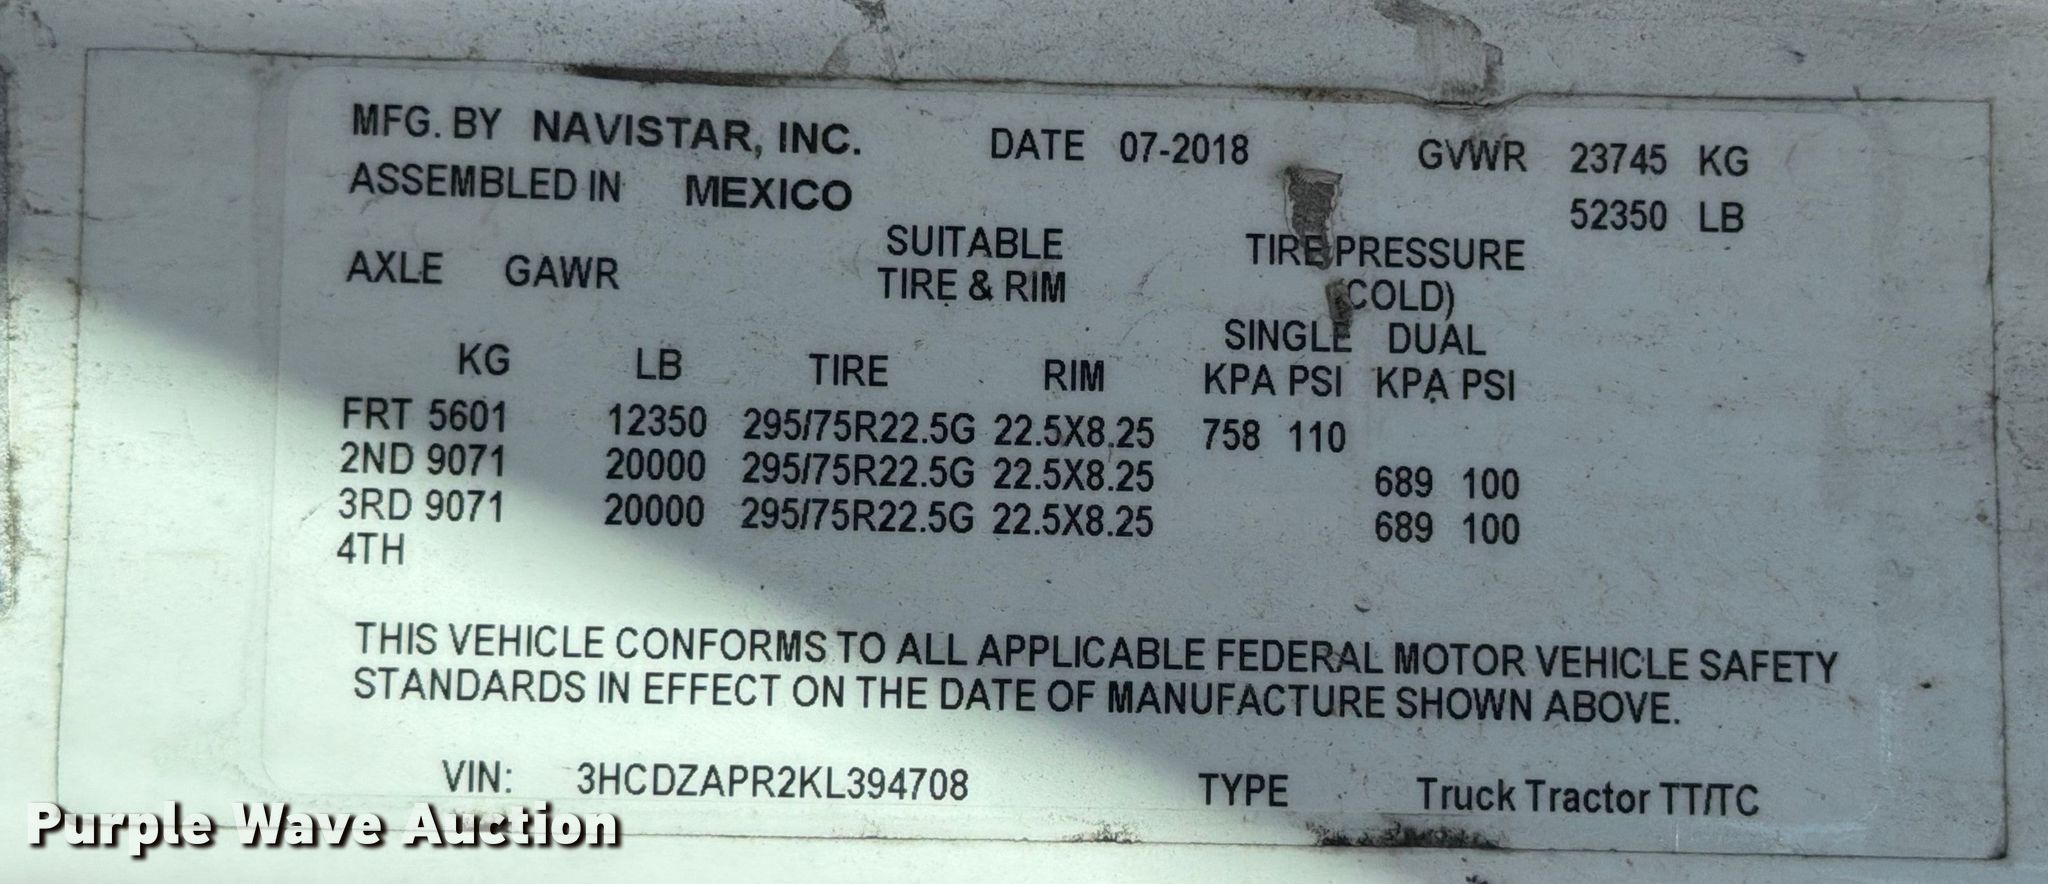 MFG. BY NAVISTAR, INC. DATE 07-2018 GVWR 23745 KG
ASSEMBLED IN MEXICO 52350 LB
AXLE GAWR SUITABLE TIRE PRESSURE
TIRE & RIM (COLD)
SINGLE DUAL
KG LB TIRE RIM KPA PSI KPA PSI
FRT 5601 12350 295/75R22.5G 22.5X8.25 758 110
2ND 9071 20000 295/75R22.5G 22.5X8.25 689 100
3RD 9071 20000 295/75R22.5G 22.5X8.25 689 100
4TH
THIS VEHICLE CONFORMS TO ALL APPLICABLE FEDERAL MOTOR VEHICLE SAFETY
STANDARDS IN EFFECT ON THE DATE OF MANUFACTURE SHOWN ABOVE.
VIN: 3HCDZAPR2KL394708 TYPE Truck Tractor TT/TC
Purple Wave Auction